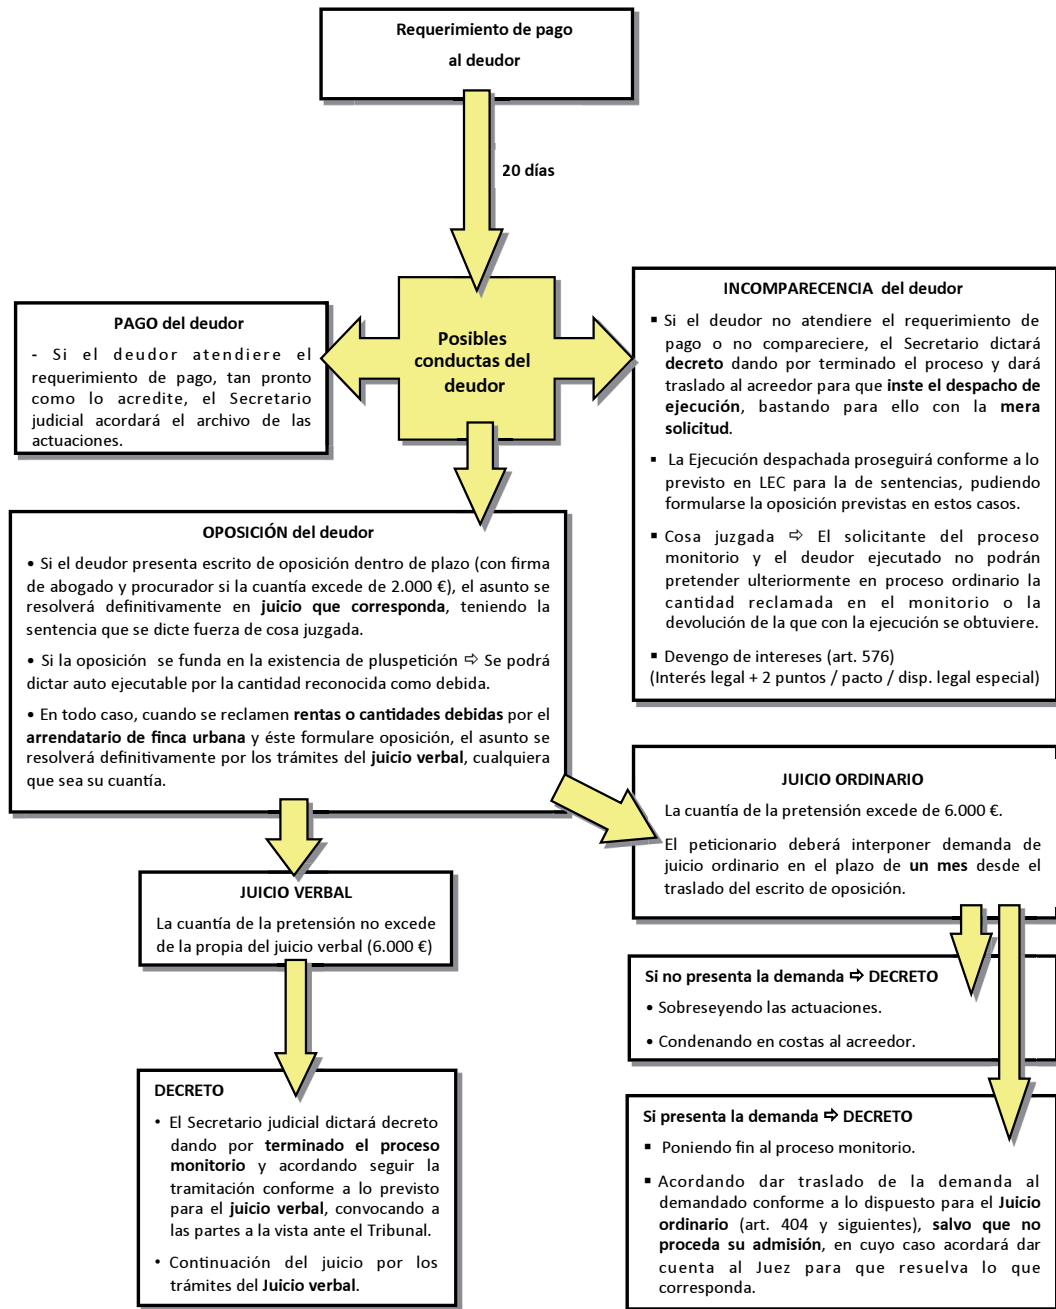 Requerimiento de pago
al deudor
20 días
Posibles
conductas del
deudor
PAGO del deudor
- Si el deudor atendiere el
requerimiento de pago, tan pronto
como lo acredite, el Secretario
judicial acordará el archivo de las
actuaciones.
INCOMPARECENCIA del deudor
▪ Si el deudor no atendiere el requerimiento de
pago o no compareciere, el Secretario dictará
decreto dando por terminado el proceso y dará
traslado al acreedor para que inste el despacho de
ejecución, bastando para ello con la mera
solicitud.
▪ La Ejecución despachada proseguirá conforme a lo
previsto en LEC para la de sentencias, pudiendo
formularse la oposición previstas en estos casos.
▪ Cosa juzgada ⇨ El solicitante del proceso
monitorio y el deudor ejecutado no podrán
pretender ulteriormente en proceso ordinario la
cantidad reclamada en el monitorio o la
devolución de la que con la ejecución se obtuviere.
▪ Devengo de intereses (art. 576)
(Interés legal + 2 puntos / pacto / disp. legal especial)
OPOSICIÓN del deudor
• Si el deudor presenta escrito de oposición dentro de plazo (con firma
de abogado y procurador si la cuantía excede de 2.000 €), el asunto se
resolverá definitivamente en juicio que corresponda, teniendo la
sentencia que se dicte fuerza de cosa juzgada.
• Si la oposición se funda en la existencia de pluspetición ⇨ Se podrá
dictar auto ejecutable por la cantidad reconocida como debida.
• En todo caso, cuando se reclamen rentas o cantidades debidas por el
arrendatario de finca urbana y éste formulare oposición, el asunto se
resolverá definitivamente por los trámites del juicio verbal, cualquiera
que sea su cuantía.
JUICIO ORDINARIO
La cuantía de la pretensión excede de 6.000 €.
El peticionario deberá interponer demanda de
juicio ordinario en el plazo de un mes desde el
traslado del escrito de oposición.
JUICIO VERBAL
La cuantía de la pretensión no excede
de la propia del juicio verbal (6.000 €)
Si no presenta la demanda ⇨ DECRETO
• Sobreseyendo las actuaciones.
• Condenando en costas al acreedor.
DECRETO
• El Secretario judicial dictará decreto
dando por terminado el proceso
monitorio y acordando seguir la
tramitación conforme a lo previsto
para el juicio verbal, convocando a
las partes a la vista ante el Tribunal.
• Continuación del juicio por los
trámites del Juicio verbal.
Si presenta la demanda ⇨ DECRETO
▪ Poniendo fin al proceso monitorio.
▪ Acordando dar traslado de la demanda al
demandado conforme a lo dispuesto para el Juicio
ordinario (art. 404 y siguientes), salvo que no
proceda su admisión, en cuyo caso acordará dar
cuenta al Juez para que resuelva lo que
corresponda.